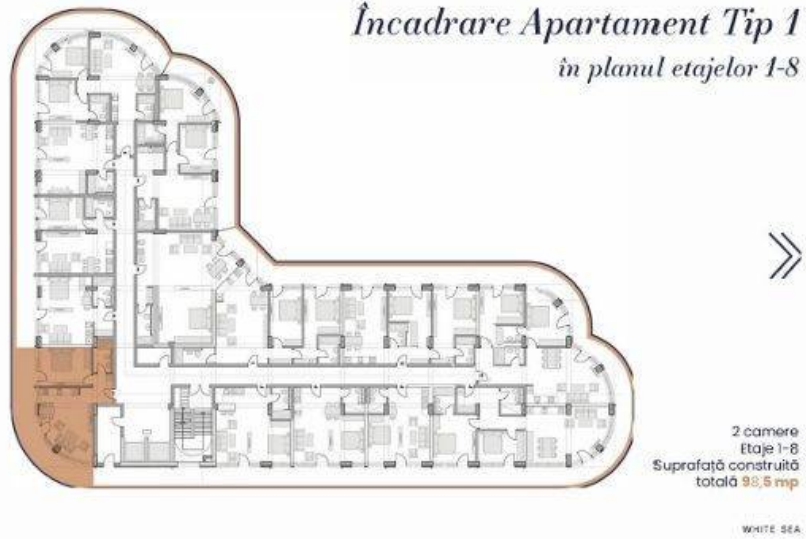 Încadrare Apartament Tip 1
în planul etajelor 1-8
2 camere
Etaje 1-8
Suprafață construită
totală 98,5 mp
WHITE SEA